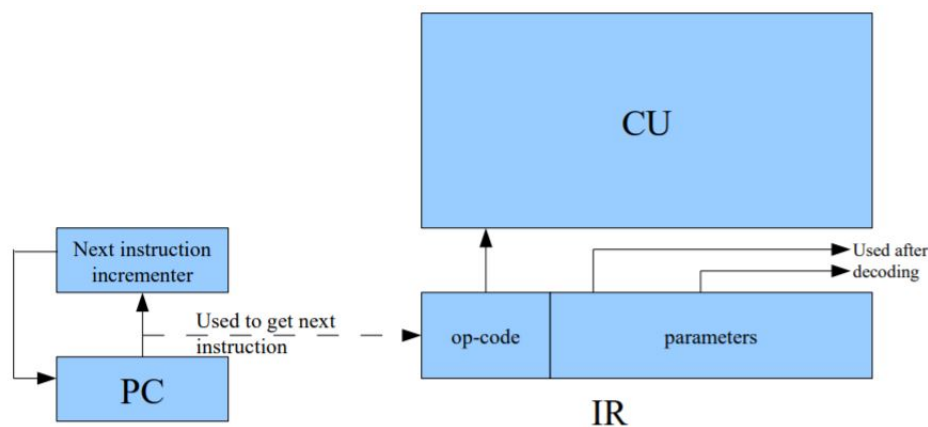 CU
Next instruction
incrementer
Used after
decoding
Used to get next
instruction
op-code
parameters
PC
IR